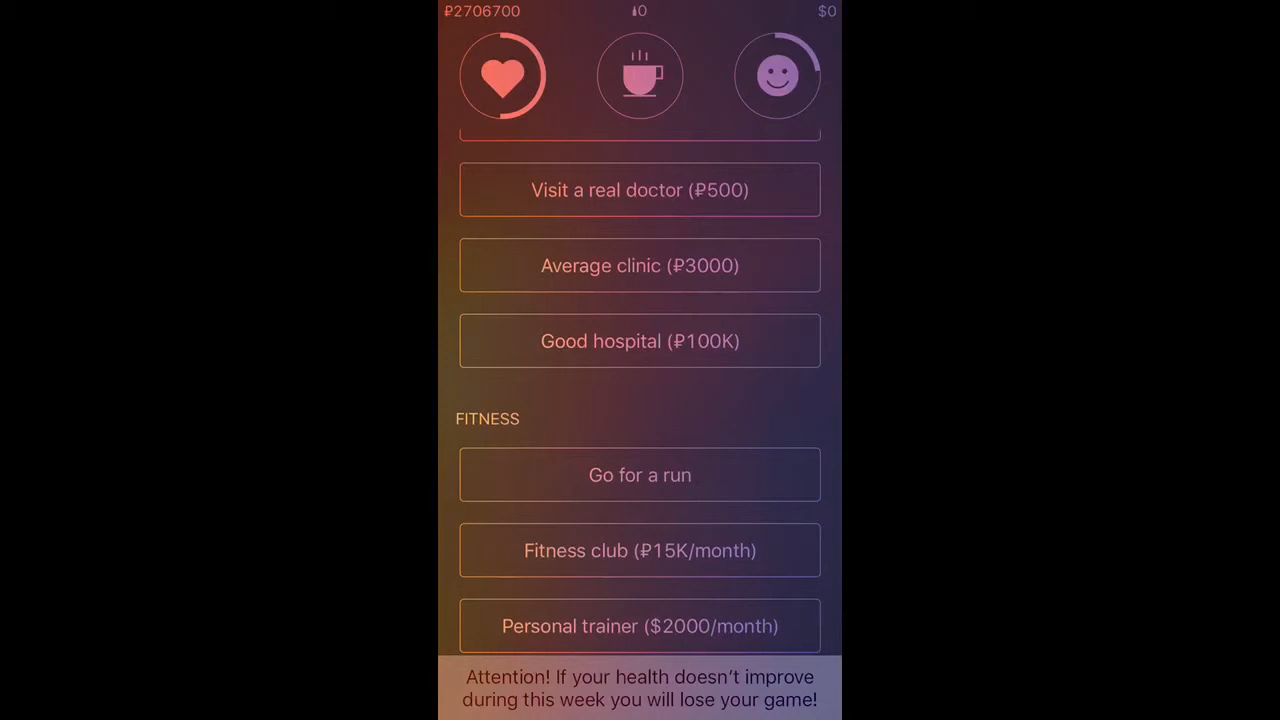 ₽2706700 0 $0
Visit a real doctor (₽500)
Average clinic (₽3000)
Good hospital (₽100K)
FITNESS
Go for a run
Fitness club (₽15K/month)
Personal trainer ($2000/month)
Attention! If your health doesn’t improve
during this week you will lose your game!